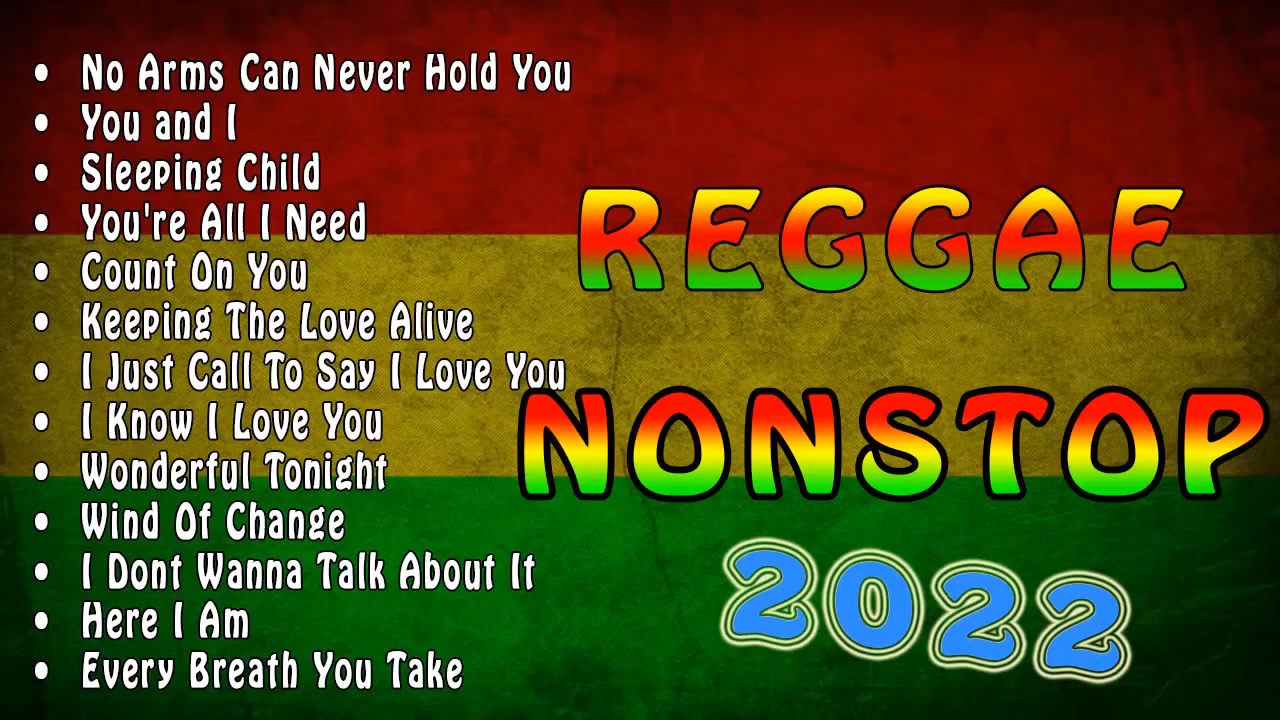 • No Arms Can Never Hold You
• You and I
• Sleeping Child
• You're All I Need
• Count On You
• Keeping The Love Alive
• I Just Call To Say I Love You
• I Know I Love You
• Wonderful Tonight
• Wind Of Change
• I Dont Wanna Talk About It
• Here I Am
• Every Breath You Take
REGGAE
NONSTOP
2022